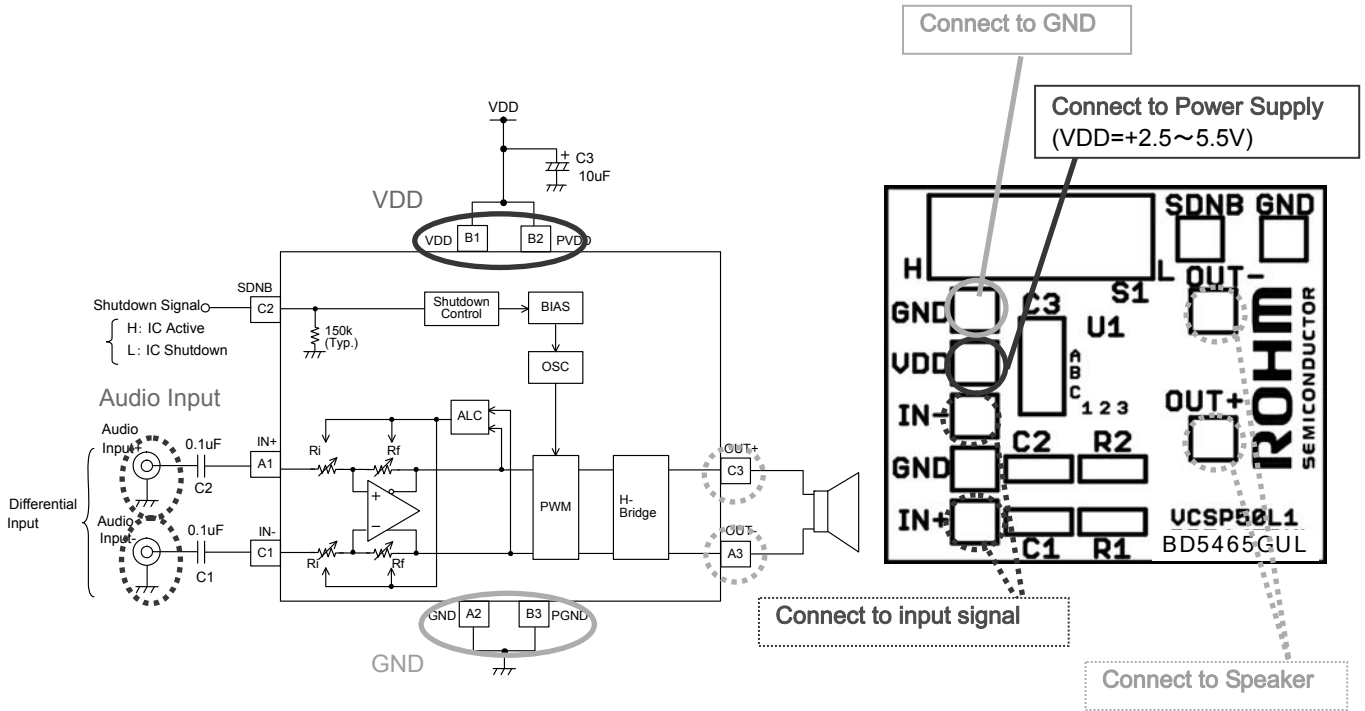 Connect to GND
Connect to Power Supply
(VDD=+2.5～5.5V)
VDD
+
C3
10uF
VDD
VDD
B1
B2
PVDD
SDNB
Shutdown Signal
C2
H: IC Active
L: IC Shutdown
150k
(Typ.)
Shutdown
Control
BIAS
OSC
Audio Input
Audio
Input+
0.1uF
C2
IN+
A1
Ri
Rf
ALC
+
−
PWM
H-
Bridge
OUT+
C3
Differential
Input
Audio
Input-
0.1uF
C1
IN-
C1
Ri
Rf
OUT-
A3
GND
A2
B3
PGND
GND
SDNB GND
H
L
S1
OUT-
GND
C3
U1
VDD
A
B
C
1 2 3
IN-
OUT+
GND
C2
R2
IN+
C1
R1
ROHM
SEMICONDUCTOR
VCSP50L1
BD5465GUL
Connect to input signal
Connect to Speaker